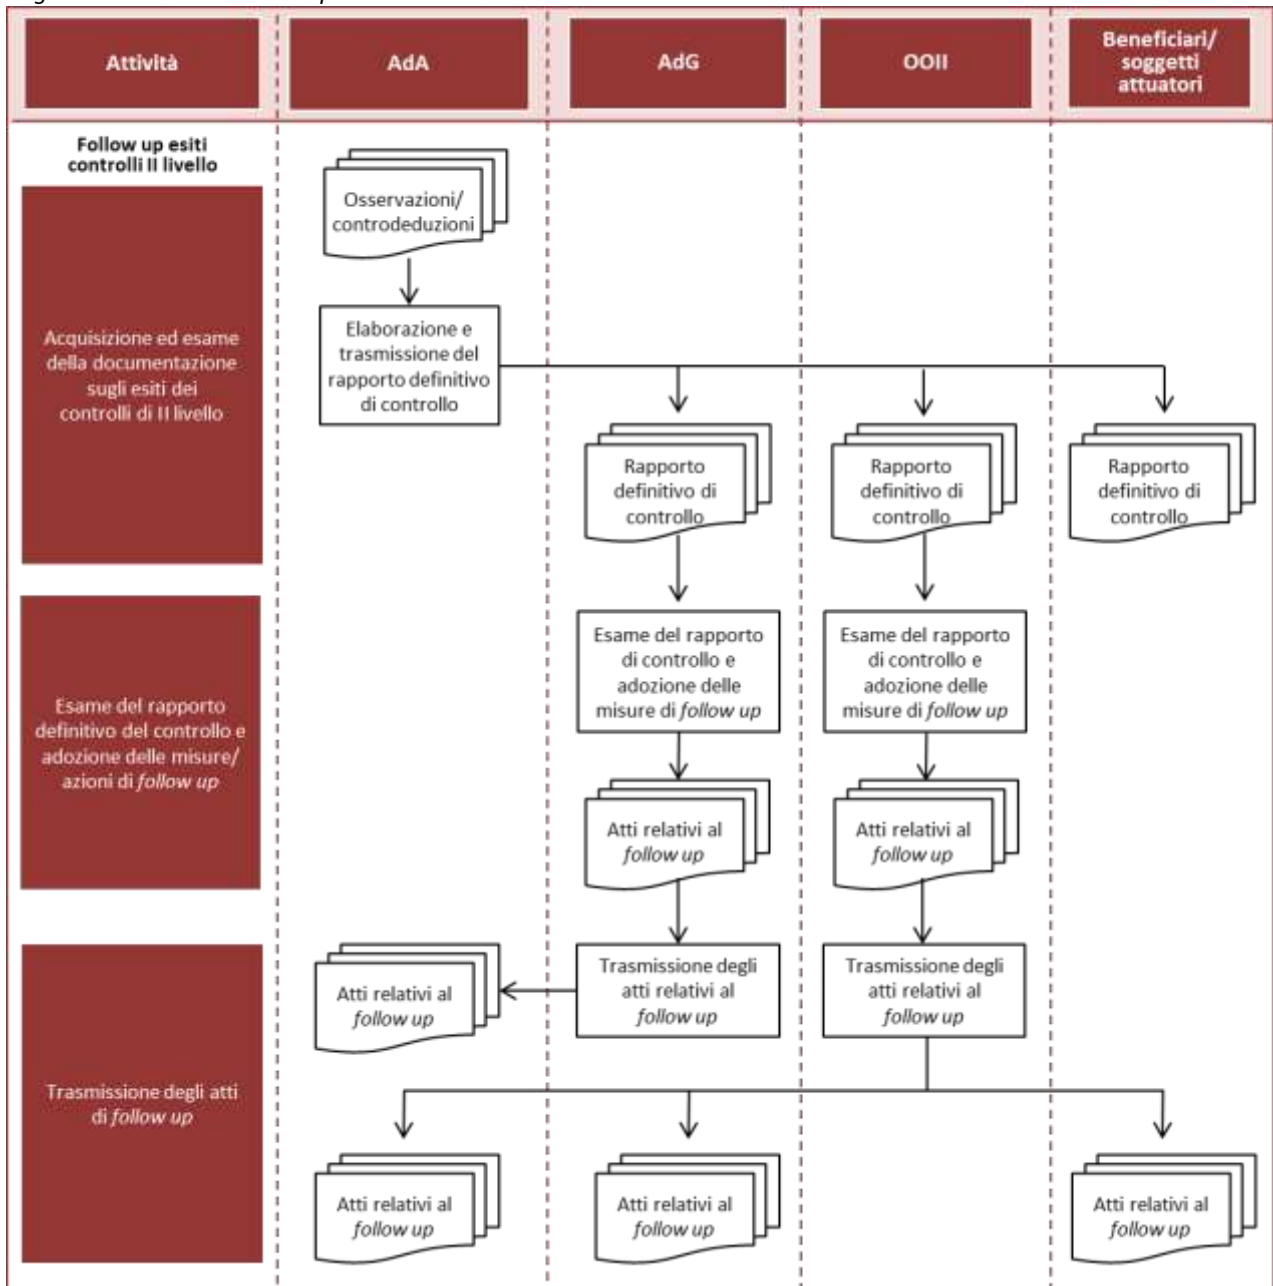 Attività
AdA
AdG
OOII
Beneficiari/
soggetti
attuatori
Follow up esiti
controlli II livello
Osservazioni/
controdeduzioni
Acquisizione ed esame
della documentazione
sugli esiti dei
controlli di II livello
Elaborazione e
trasmissione del
rapporto definitivo
di controllo
Rapporto
definitivo di
controllo
Rapporto
definitivo di
controllo
Rapporto
definitivo di
controllo
Esame del rapporto
definitivo del controllo e
adozione delle misure/
azioni di follow up
Esame del rapporto
di controllo e
adozione delle
misure di follow up
Esame del rapporto
di controllo e
adozione delle
misure di follow up
Atti relativi al
follow up
Atti relativi al
follow up
Trasmissione degli atti
di follow up
Atti relativi al
follow up
Trasmissione degli
atti relativi al
follow up
Trasmissione degli
atti relativi al
follow up
Atti relativi al
follow up
Atti relativi al
follow up
Atti relativi al
follow up